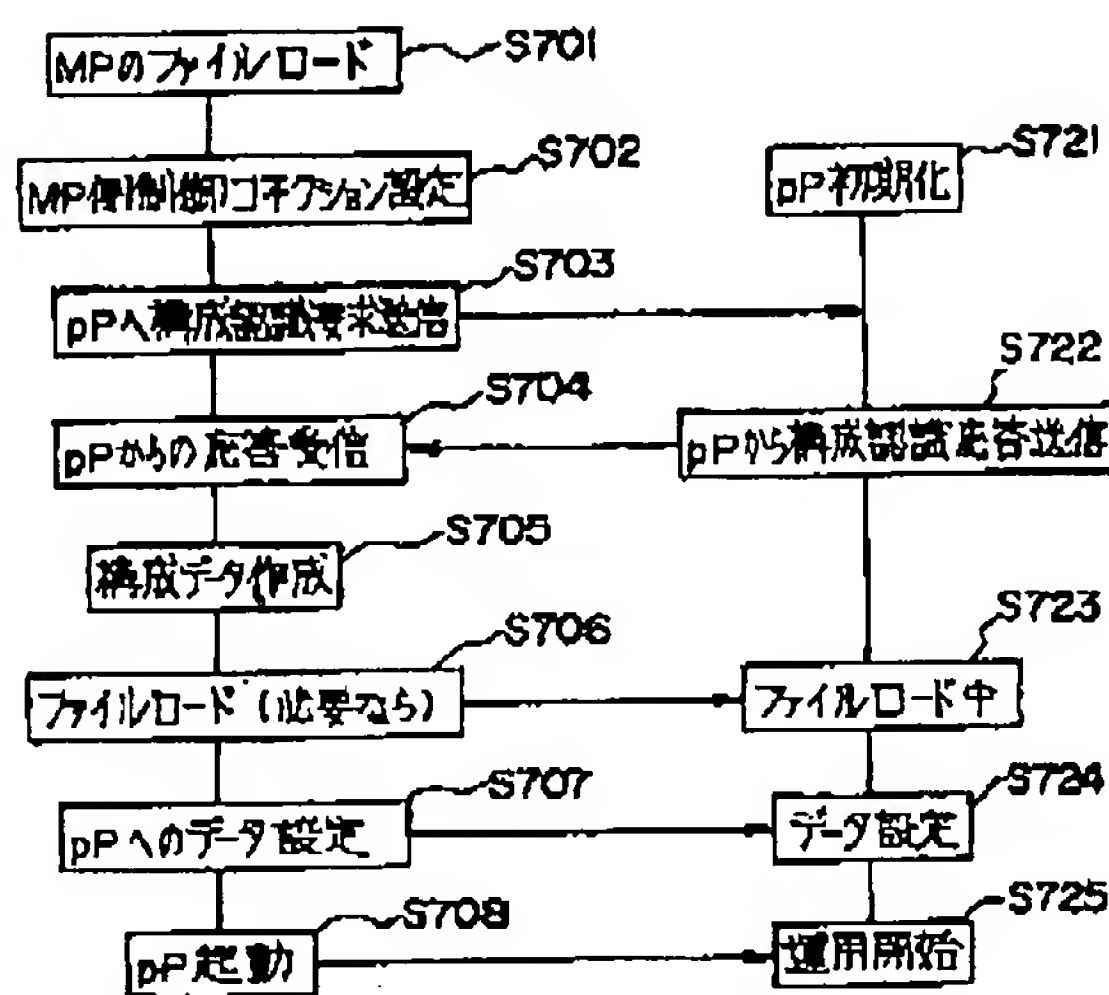 MPのファイルロード
S701
MP側制御コネクション設定
S702
pP初期化
S721
pPへ構成認識要求送信
S703
pPからの応答受信
S704
pPから構成認識応答送信
S722
構成データ作成
S705
ファイルロード (必要なら)
S706
ファイルロード中
S723
pPへのデータ設定
S707
データ設定
S724
pP起動
S708
運用開始
S725